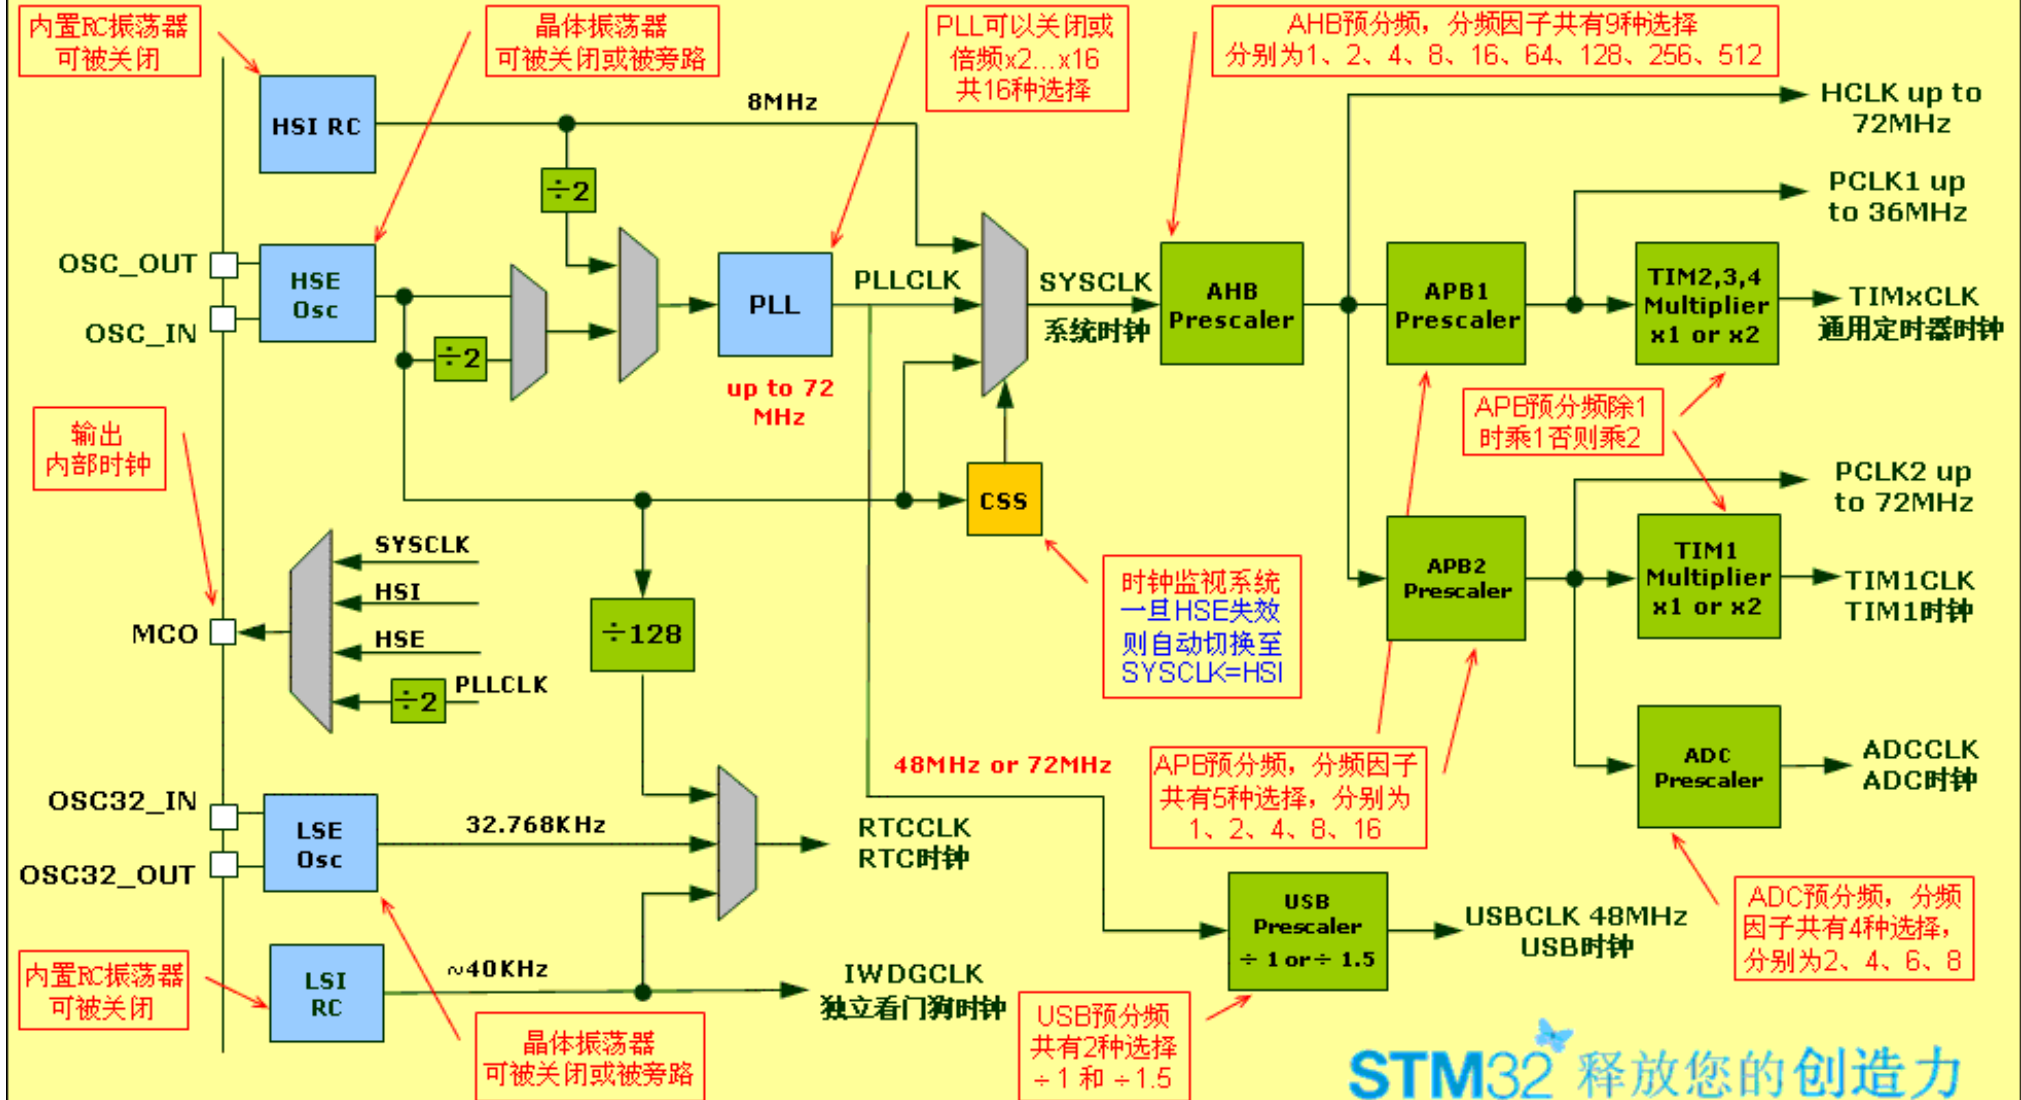 内置RC振荡器
可被关闭
晶体振荡器
可被关闭或被旁路
PLL可以关闭或
倍频x2...x16
共16种选择
AHB预分频，分频因子共有9种选择
分别为1、2、4、8、16、64、128、256、512
HSI RC
8MHz
÷2
HCLK up to
72MHz
PCLK1 up
to 36MHz
OSC_OUT
OSC_IN
HSE
Osc
÷2
PLL
up to 72
MHz
PLLCLK
SYSCLK
系统时钟
AHB
Prescaler
APB1
Prescaler
TIM2,3,4
Multiplier
x1 or x2
TIMxCLK
通用定时器时钟
APB预分频除1
时乘1否则乘2
输出
内部时钟
CSS
PCLK2 up
to 72MHz
SYSCLK
HSI
HSE
PLLCLK
÷2
MCO
÷128
时钟监视系统
一旦HSE失效
则自动切换至
SYSCLK=HSI
APB2
Prescaler
TIM1
Multiplier
x1 or x2
TIM1CLK
TIM1时钟
48MHz or 72MHz
APB预分频，分频因子
共有5种选择，分别为
1、2、4、8、16
ADC
Prescaler
ADCCLK
ADC时钟
OSC32_IN
OSC32_OUT
LSE
Osc
32.768KHz
RTCCLK
RTC时钟
USB
Prescaler
÷ 1 or ÷ 1.5
USBCLK 48MHz
USB时钟
ADC预分频，分频
因子共有4种选择，
分别为2、4、6、8
内置RC振荡器
可被关闭
LSI
RC
~40KHz
IWDGCLK
独立看门狗时钟
晶体振荡器
可被关闭或被旁路
USB预分频
共有2种选择
÷1 和 ÷1.5
STM32 释放您的创造力